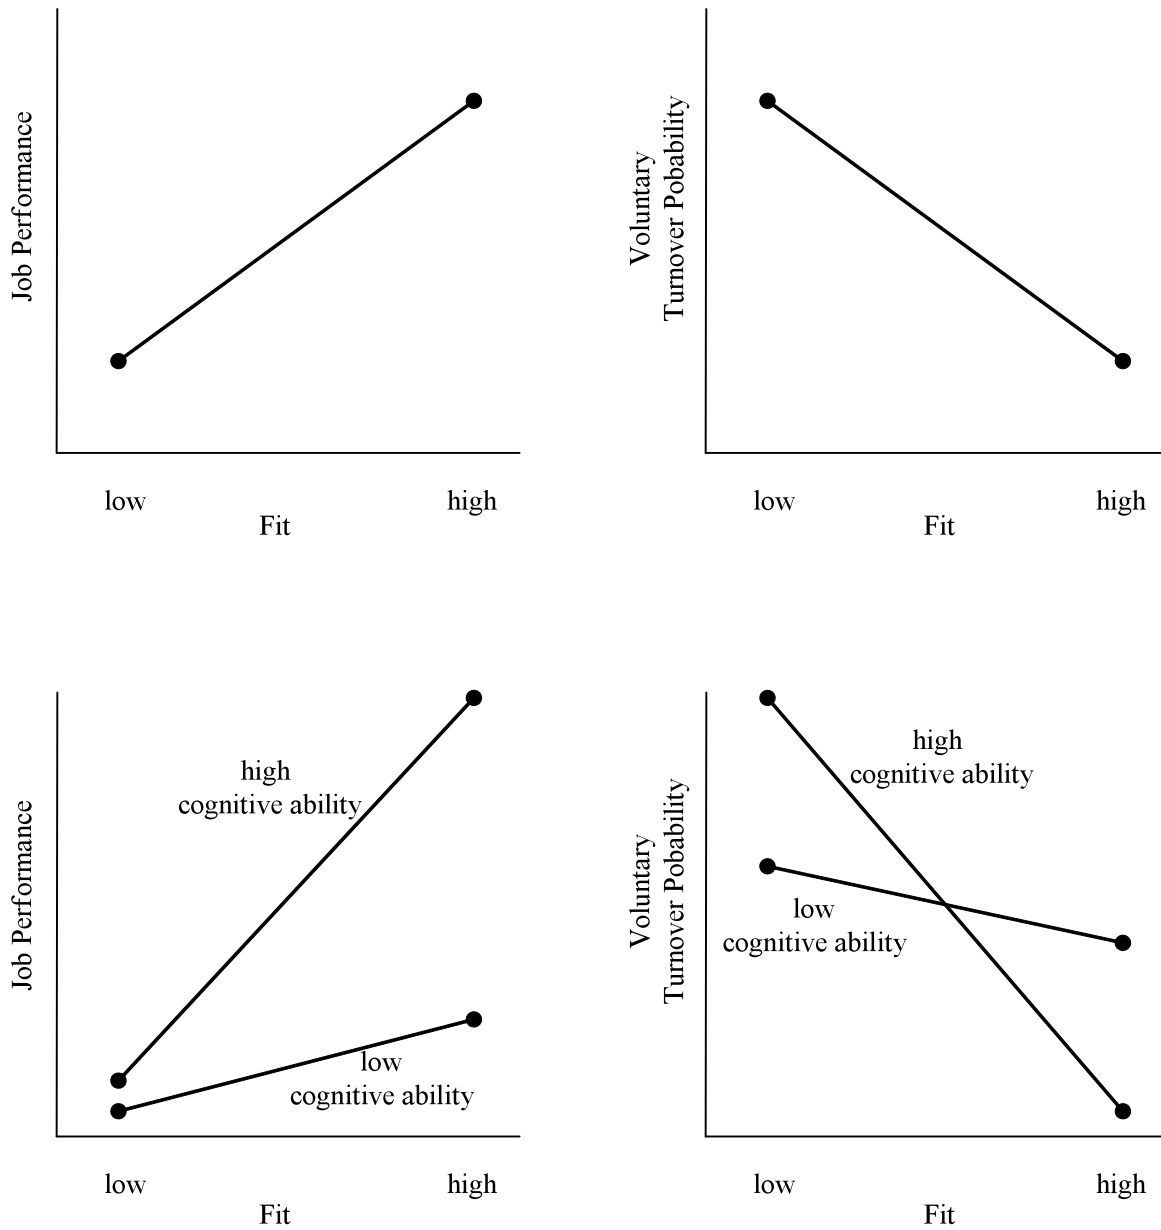 Job Performance
low
high
Fit
Voluntary
Turnover Pobability
low
high
Fit
Job Performance
high
cognitive ability
low
cognitive ability
low
high
Fit
Voluntary
Turnover Pobability
high
cognitive ability
low
cognitive ability
low
high
Fit